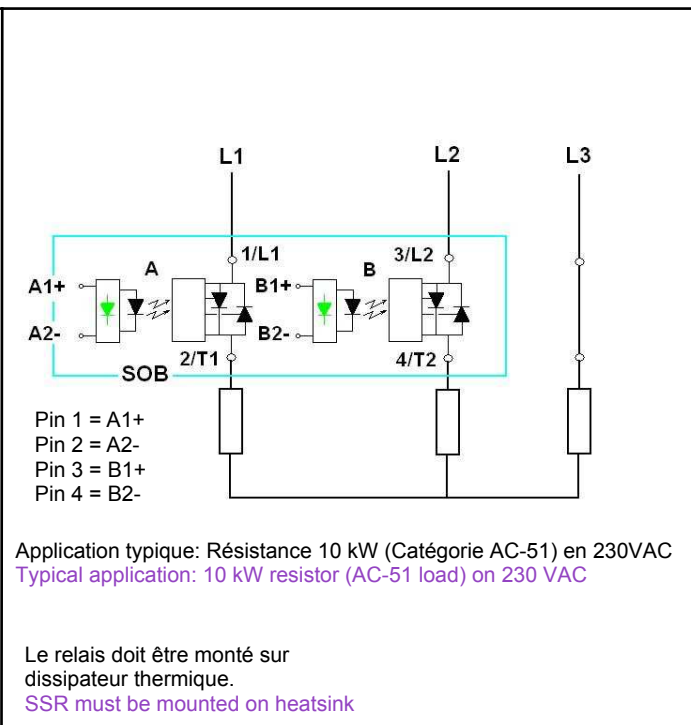 L1 L2 L3
1/L1 3/L2
A B
A1+ B1+
A2- B2-
2/T1 4/T2
SOB
Pin 1 = A1+
Pin 2 = A2-
Pin 3 = B1+
Pin 4 = B2-
Application typique: Résistance 10 kW (Catégorie AC-51) en 230VAC
Typical application: 10 kW resistor (AC-51 load) on 230 VAC
Le relais doit être monté sur
dissipateur thermique.
SSR must be mounted on heatsink